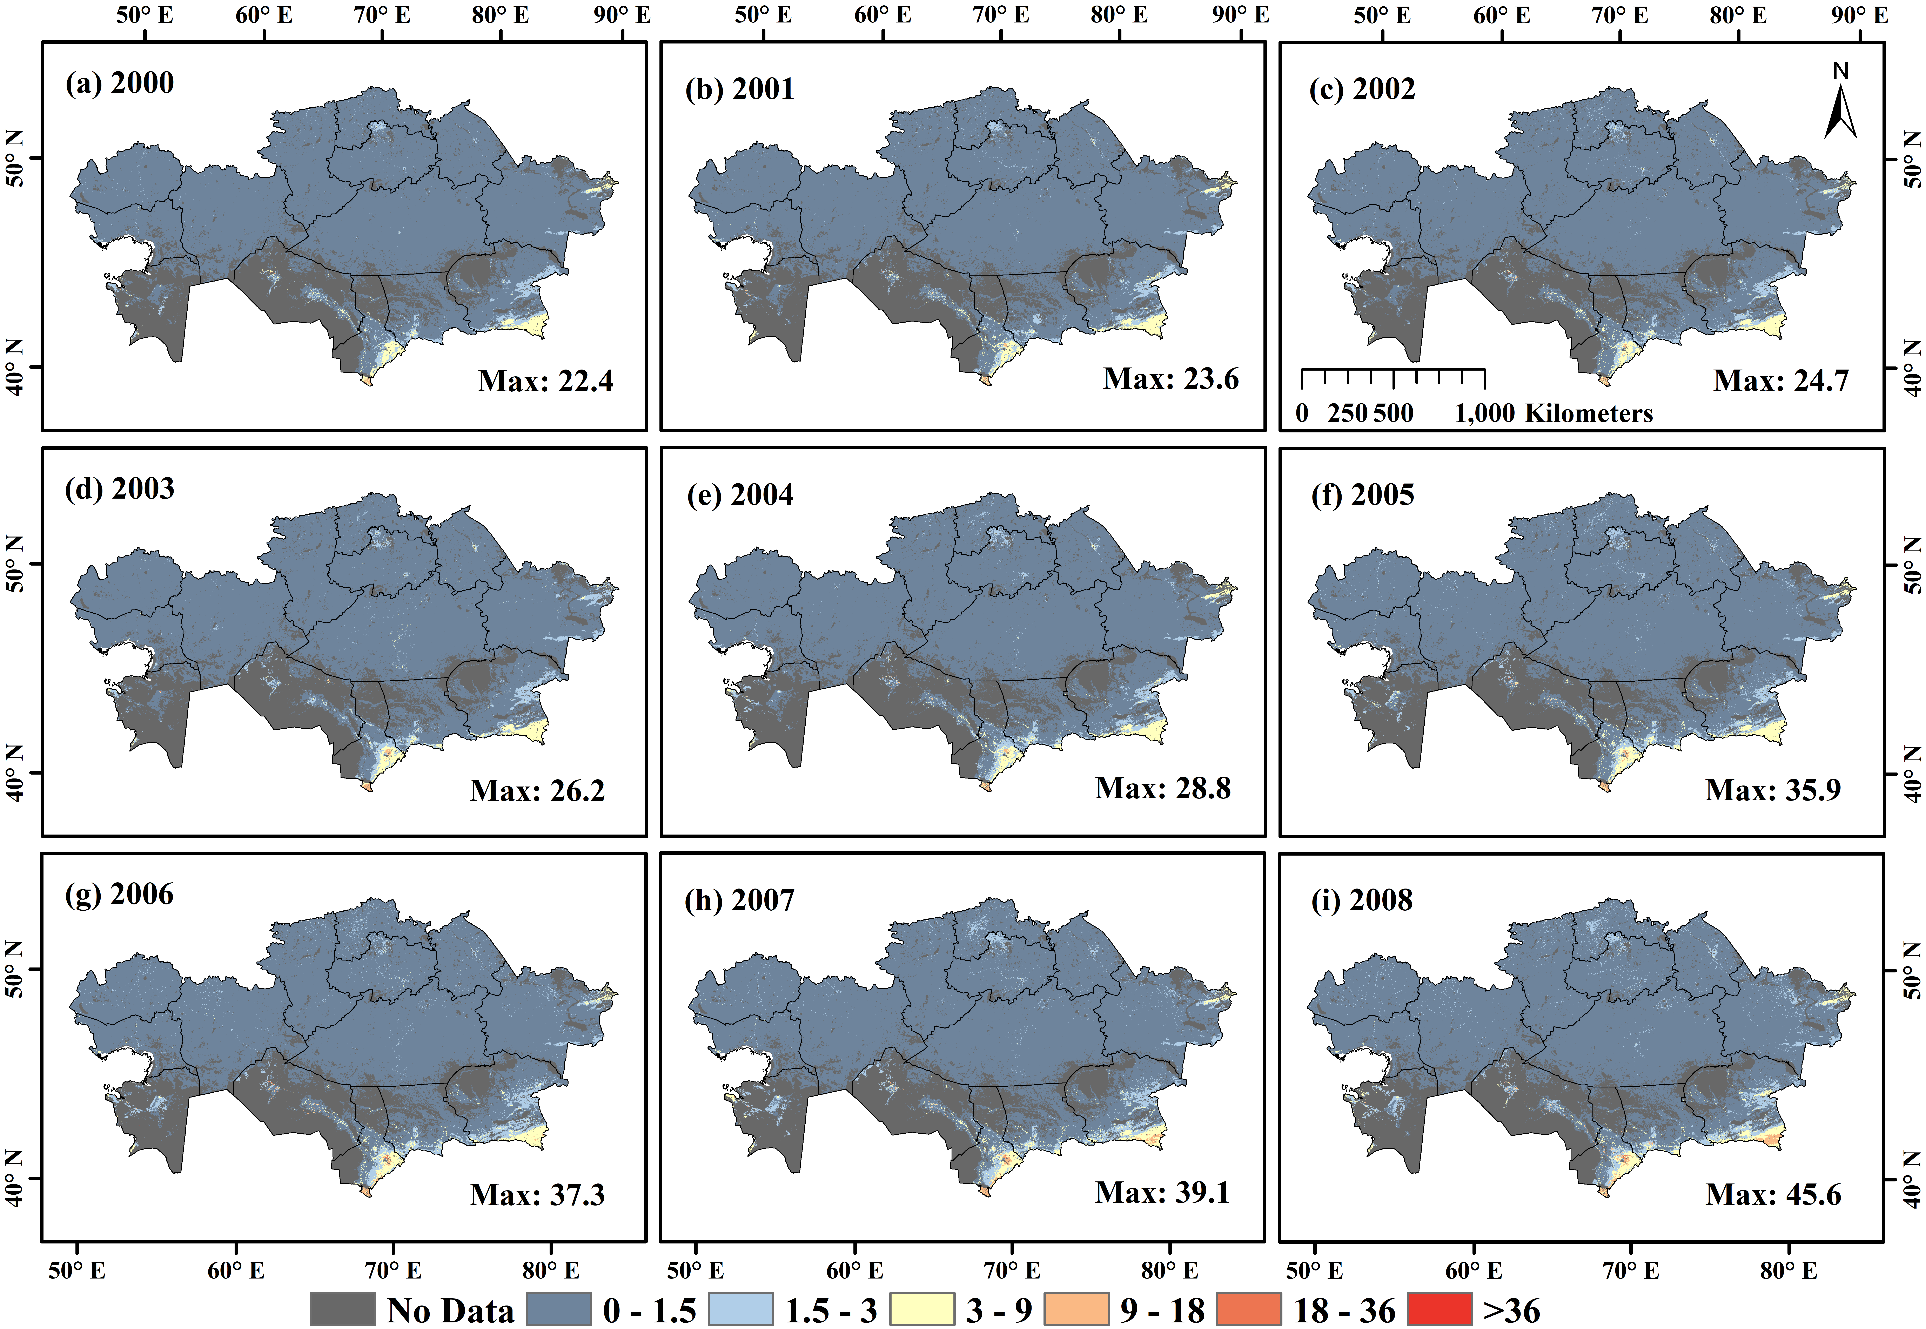 50° E 60° E 70° E 80° E 90° E 50° E 60° E 70° E 80° E 90° E 50° E 60° E 70° E 80° E 90° E
(a) 2000
(b) 2001
(c) 2002
N
50° N
50° N
40° N
40° N
Max: 22.4
Max: 23.6
Max: 24.7
0 250 500 1,000 Kilometers
(d) 2003
(e) 2004
(f) 2005
50° N
50° N
40° N
40° N
Max: 26.2
Max: 28.8
Max: 35.9
(g) 2006
(h) 2007
(i) 2008
50° N
50° N
40° N
40° N
Max: 37.3
Max: 39.1
Max: 45.6
50° E 60° E 70° E 80° E 50° E 60° E 70° E 80° E 50° E 60° E 70° E 80° E
No Data 0 - 1.5 1.5 - 3 3 - 9 9 - 18 18 - 36 >36